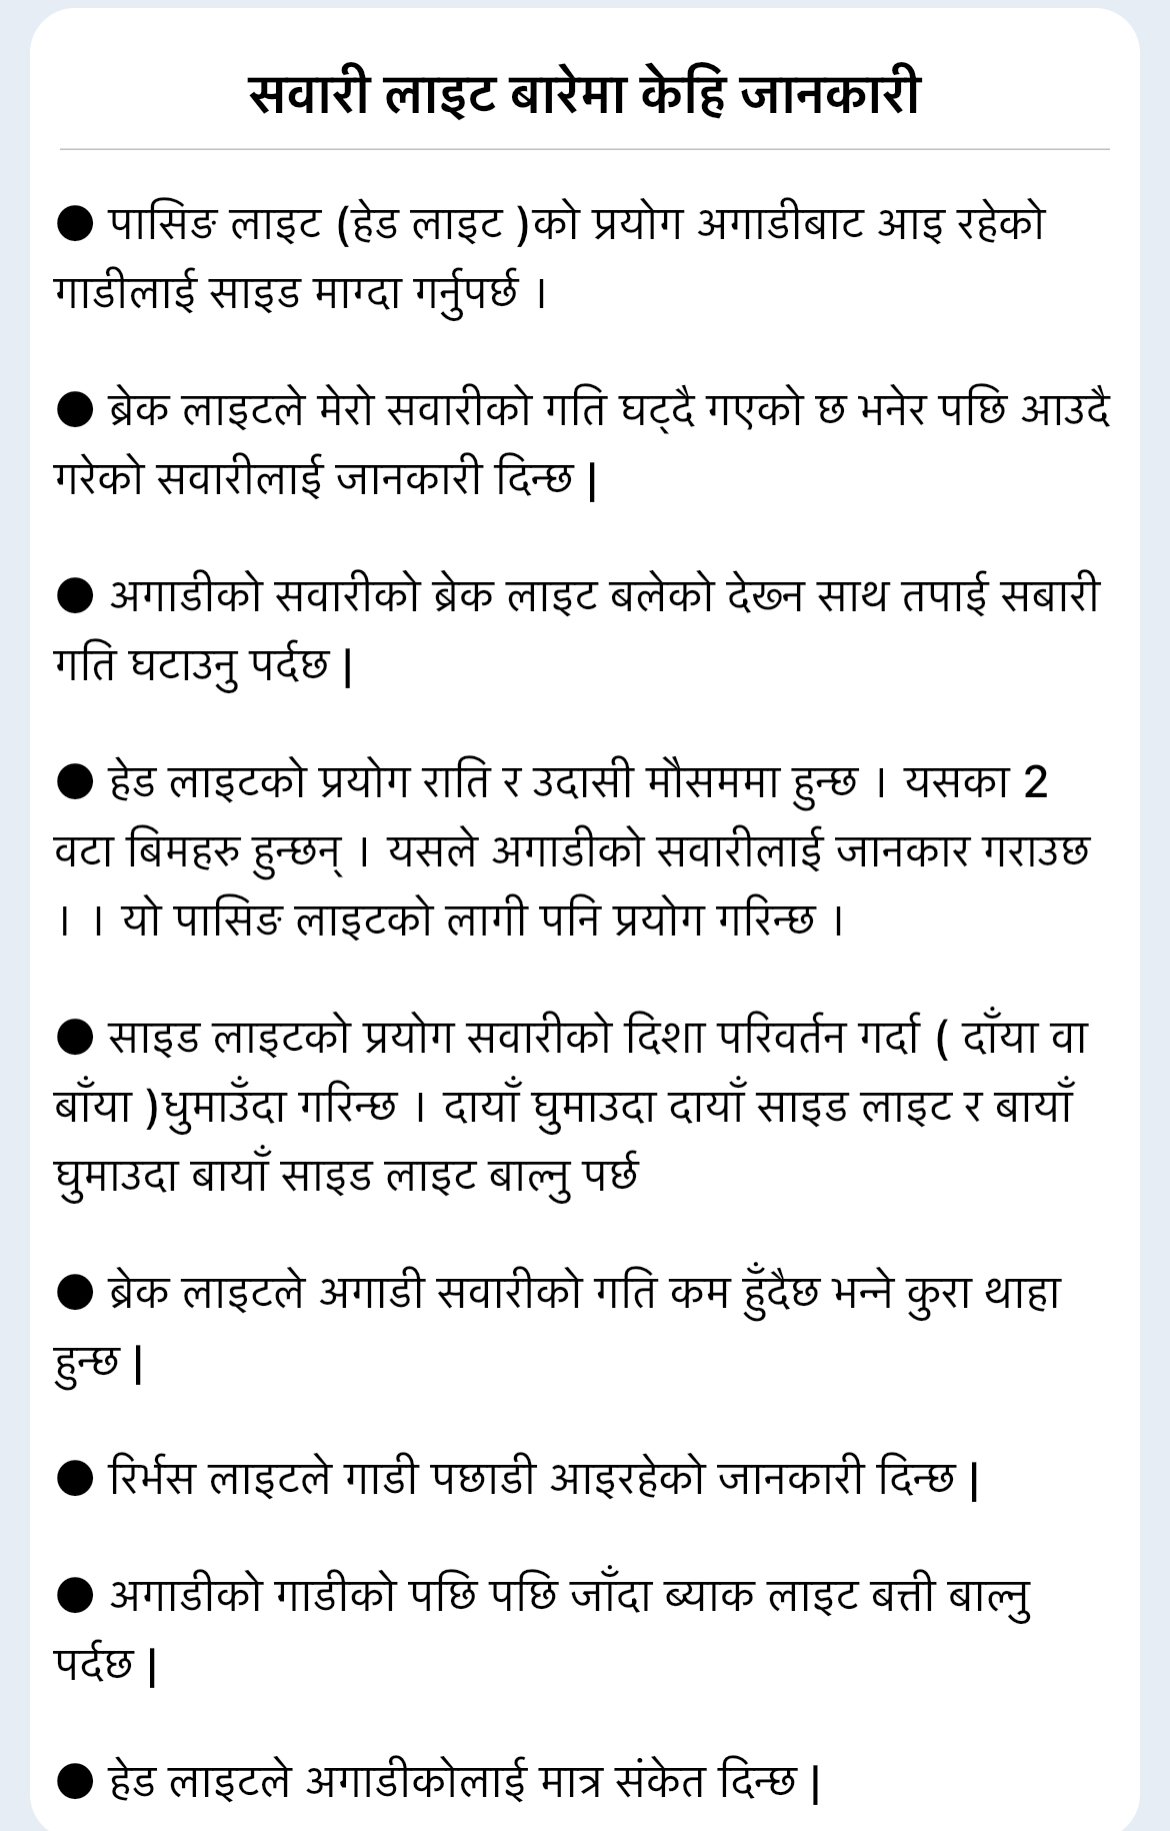 सवारी लाइट बारेमा केहि जानकारी
● पासिङ लाइट (हेड लाइट )को प्रयोग अगाडीबाट आइ रहेको
गाडीलाई साइड माग्दा गर्नुपर्छ ।
● ब्रेक लाइटले मेरो सवारीको गति घट्दै गएको छ भनेर पछि आउदै
गरेको सवारीलाई जानकारी दिन्छ |
● अगाडीको सवारीको ब्रेक लाइट बलेको देख्न साथ तपाई सबारी
गति घटाउनु पर्दछ |
● हेड लाइटको प्रयोग राति र उदासी मौसममा हुन्छ । यसका 2
वटा बिमहरु हुन्छन् । यसले अगाडीको सवारीलाई जानकार गराउछ
। । यो पासिङ लाइटको लागी पनि प्रयोग गरिन्छ ।
● साइड लाइटको प्रयोग सवारीको दिशा परिवर्तन गर्दा ( दाँया वा
बाँया )धुमाउँदा गरिन्छ । दायाँ घुमाउदा दायाँ साइड लाइट र बायाँ
घुमाउदा बायाँ साइड लाइट बाल्नु पर्छ
● ब्रेक लाइटले अगाडी सवारीको गति कम हुँदैछ भन्ने कुरा थाहा
हुन्छ |
● रिर्भस लाइटले गाडी पछाडी आइरहेको जानकारी दिन्छ |
● अगाडीको गाडीको पछि पछि जाँदा ब्याक लाइट बत्ती बाल्नु
पर्दछ |
● हेड लाइटले अगाडीकोलाई मात्र संकेत दिन्छ |